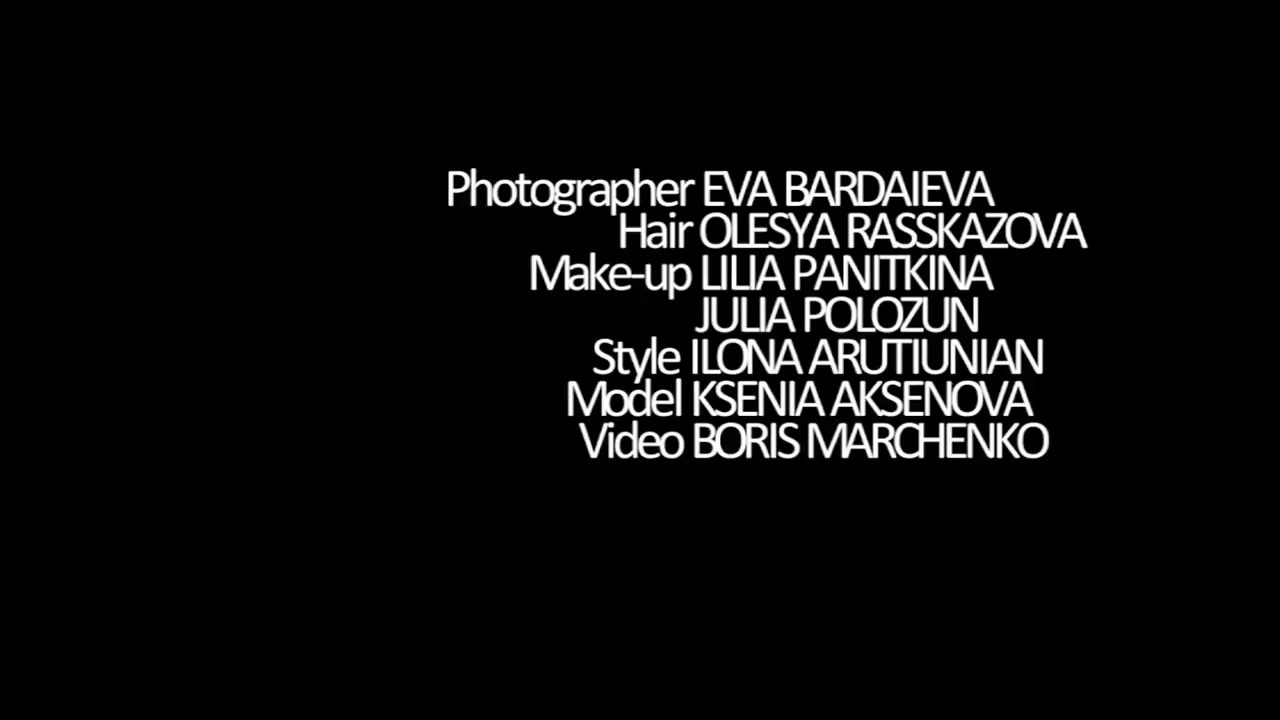 Photographer EVA BARDAIEVA
Hair OLESYA RASSKAZOVA
Make-up LILIA PANITKINA
JULIA POLOZUN
Style ILONA ARUTIUNIAN
Model KSENIA AKSENOVA
Video BORIS MARCHENKO